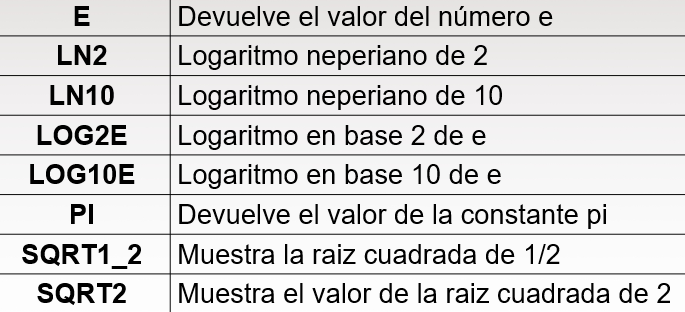 E Devuelve el valor del número e
LN2 Logaritmo neperiano de 2
LN10 Logaritmo neperiano de 10
LOG2E Logaritmo en base 2 de e
LOG10E Logaritmo en base 10 de e
PI Devuelve el valor de la constante pi
SQRT1_2 Muestra la raiz cuadrada de 1/2
SQRT2 Muestra el valor de la raiz cuadrada de 2